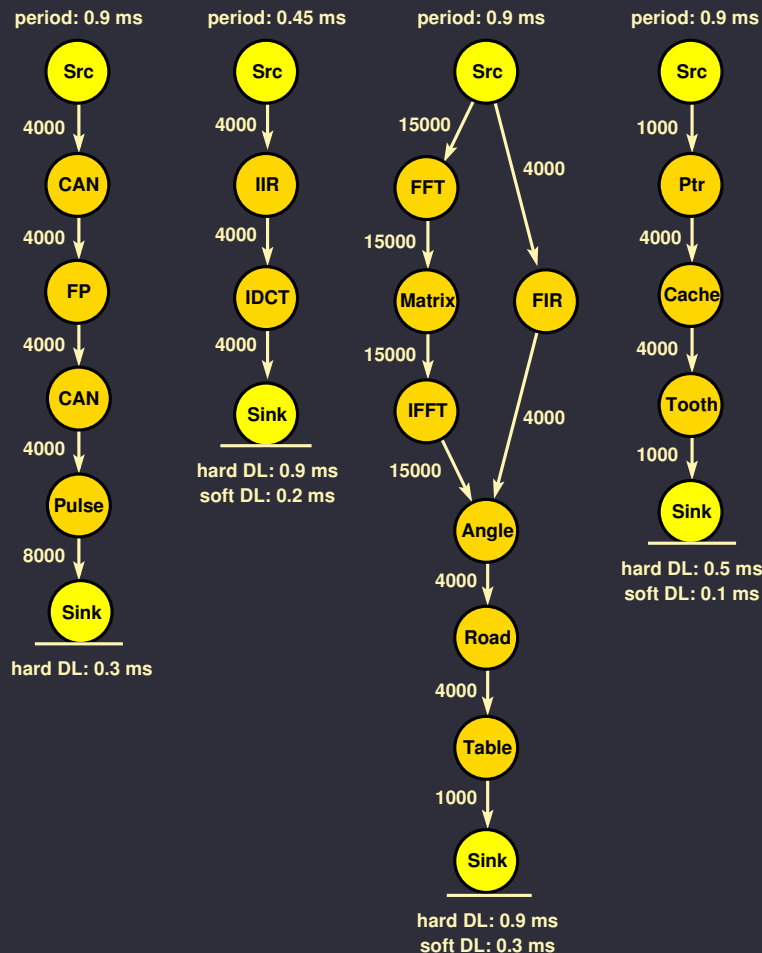 period: 0.9 ms
Src
4000
CAN
4000
FP
4000
CAN
4000
Pulse
8000
Sink
hard DL: 0.3 ms
period: 0.45 ms
Src
4000
IIR
4000
IDCT
4000
Sink
hard DL: 0.9 ms
soft DL: 0.2 ms
period: 0.9 ms
Src
15000
4000
FFT
15000
Matrix
FIR
15000
IFFT
4000
15000
Angle
4000
Road
4000
Table
1000
Sink
hard DL: 0.9 ms
soft DL: 0.3 ms
period: 0.9 ms
Src
1000
Ptr
4000
Cache
4000
Tooth
1000
Sink
hard DL: 0.5 ms
soft DL: 0.1 ms